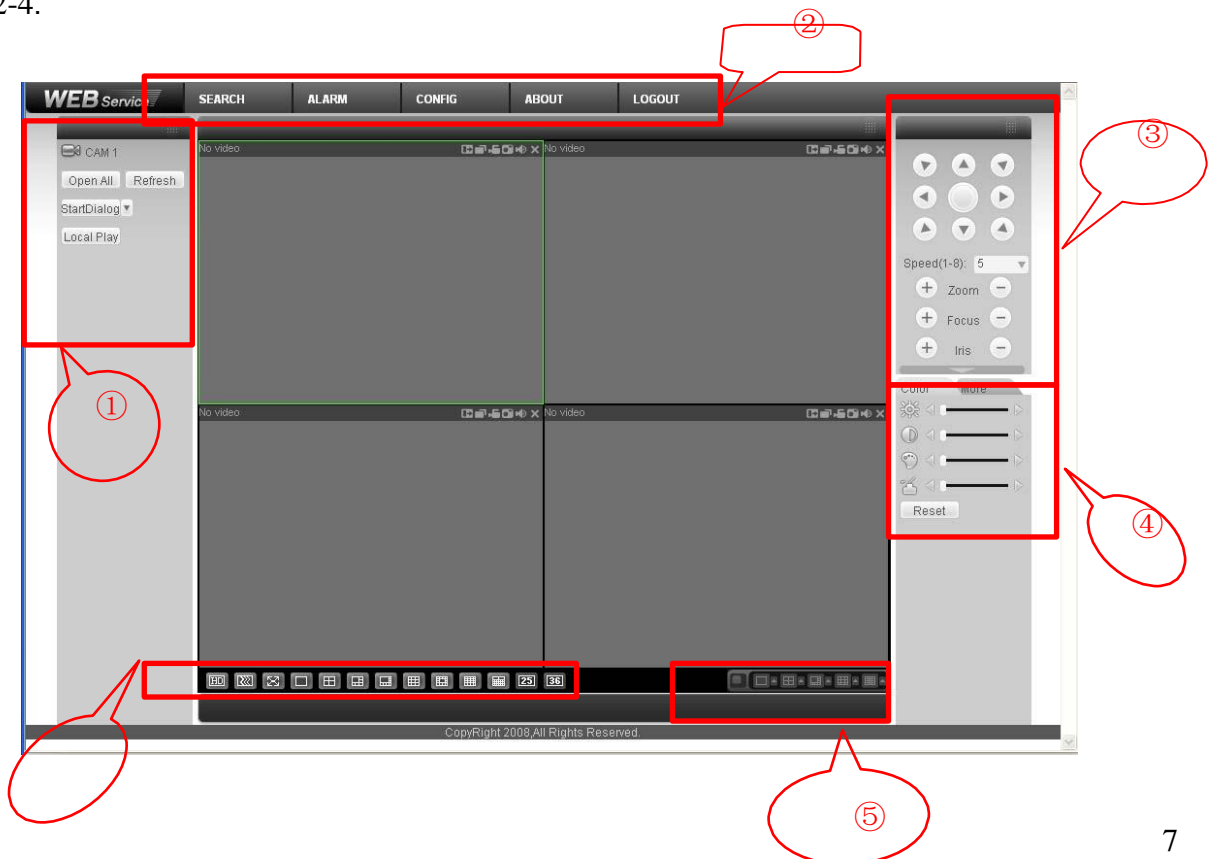 2-4.
②
WEB Service SEARCH ALARM CONFIG ABOUT LOGOUT
③
CAM 1
Open All Refresh
StartDialog
Local Play
No video No video
Speed(1-8): 5
+ Zoom -
+ Focus -
+ Iris -
①
No video No video
Color More
Reset
④
HD 25 36
CopyRight 2008,All Rights Reserved.
⑤
7